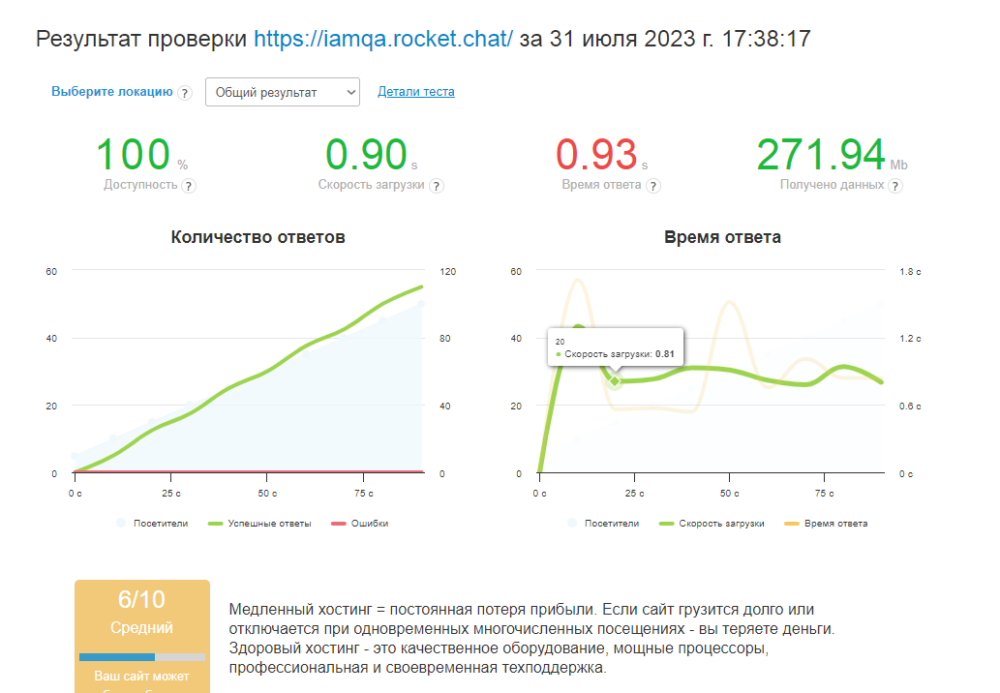 Результат проверки https://iamqa.rocket.chat/ за 31 июля 2023 г. 17:38:17
Выберите локацию ? Общий результат Детали теста
100 % 0.90 s 0.93 s 271.94 Mb
Доступность ? Скорость загрузки ? Время ответа ? Получено данных ?
Количество ответов Время ответа
60 120 60 1.8 с
40 80 40 1.2 с
20
Скорость загрузки: 0.81
20 40 20 0.6 с
0 0 0 0 с
0 с 25 с 50 с 75 с 0 с 25 с 50 с 75 с
Посетители Успешные ответы Ошибки Посетители Скорость загрузки Время ответа
6/10
Средний
Ваш сайт может
Медленный хостинг = постоянная потеря прибыли. Если сайт грузится долго или
отключается при одновременных многочисленных посещениях - вы теряете деньги.
Здоровый хостинг - это качественное оборудование, мощные процессоры,
профессиональная и своевременная техподдержка.